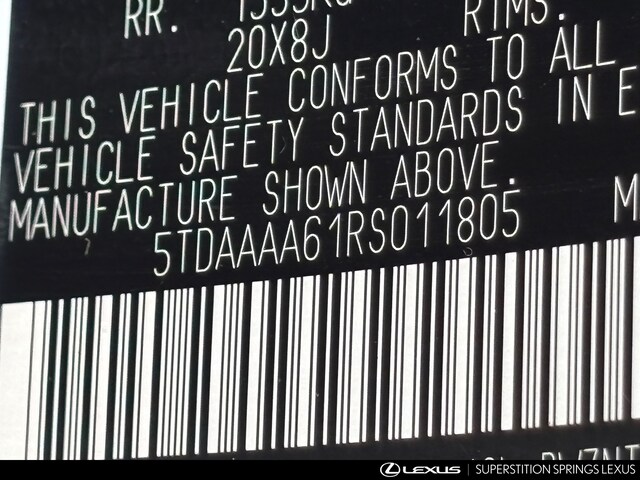 RR. RIMS.
20X8J
THIS VEHICLE CONFORMS TO ALL
VEHICLE SAFETY STANDARDS IN E
MANUFACTURE SHOWN ABOVE.
5TDAAAA61RS011805 M
LEXUS | SUPERSTITION SPRINGS LEXUS